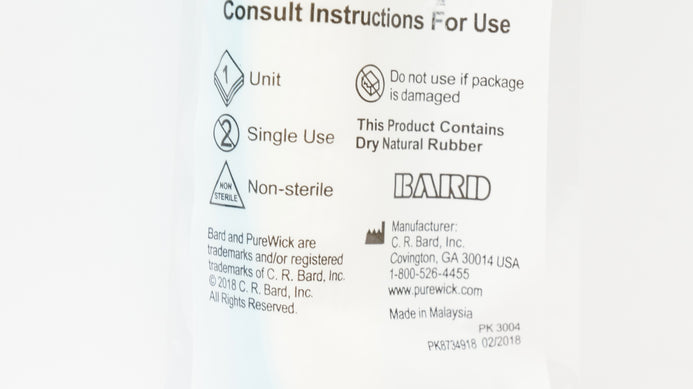 Consult Instructions For Use
1 Unit
Do not use if package
is damaged
2 Single Use
This Product Contains
Dry Natural Rubber
NON
STERILE
Non-sterile
BARD
Bard and PureWick are
trademarks and/or registered
trademarks of C. R. Bard, Inc.
© 2018 C. R. Bard, Inc.
All Rights Reserved.
Manufacturer:
C. R. Bard, Inc.
Covington, GA 30014 USA
1-800-526-4455
www.purewick.com
Made in Malaysia
PK 3004
PK8734918 02/2018